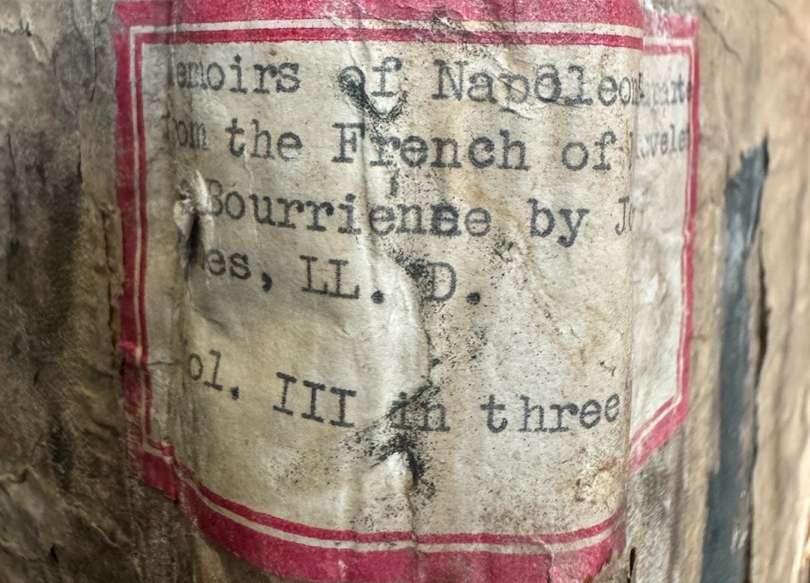 emoirs of Napoleon
om the French of
Bourrienne by J
es, LL. D.
ol. III in three